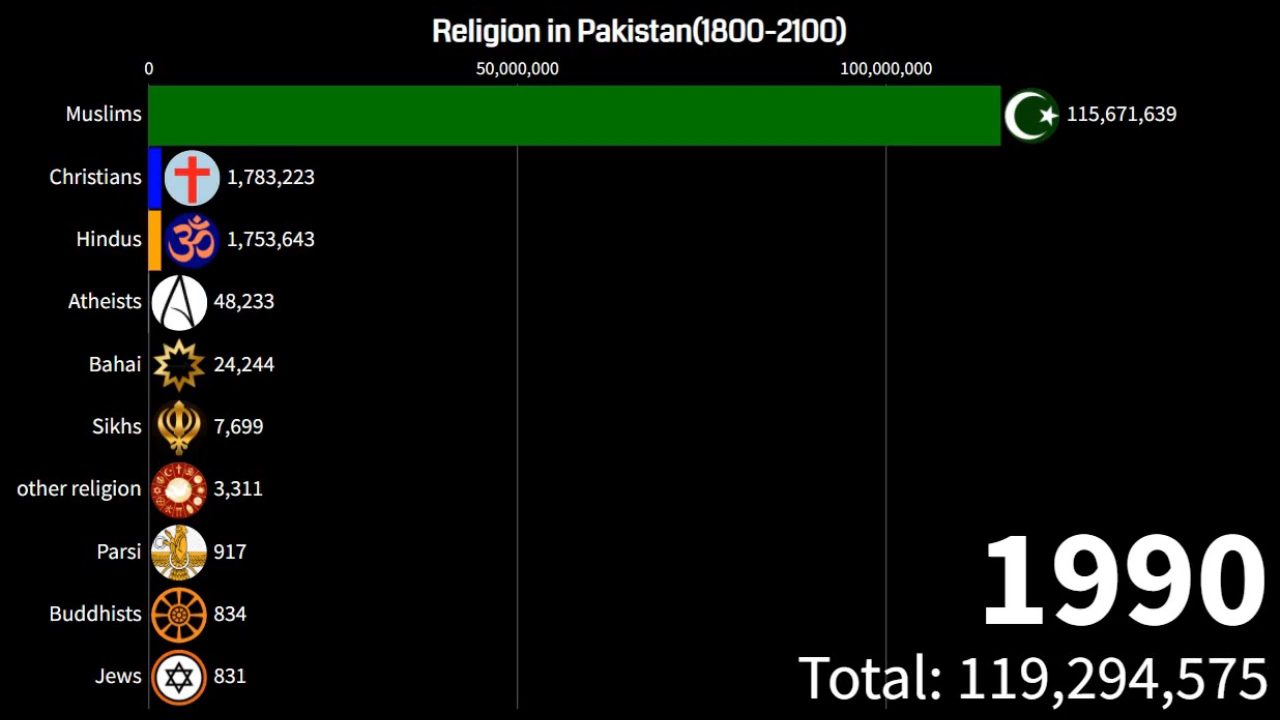 Religion in Pakistan(1800-2100)
0 50,000,000 100,000,000
Muslims 115,671,639
Christians 1,783,223
Hindus 1,753,643
Atheists 48,233
Bahai 24,244
Sikhs 7,699
other religion 3,311
Parsi 917
Buddhists 834
Jews 831
1990
Total: 119,294,575